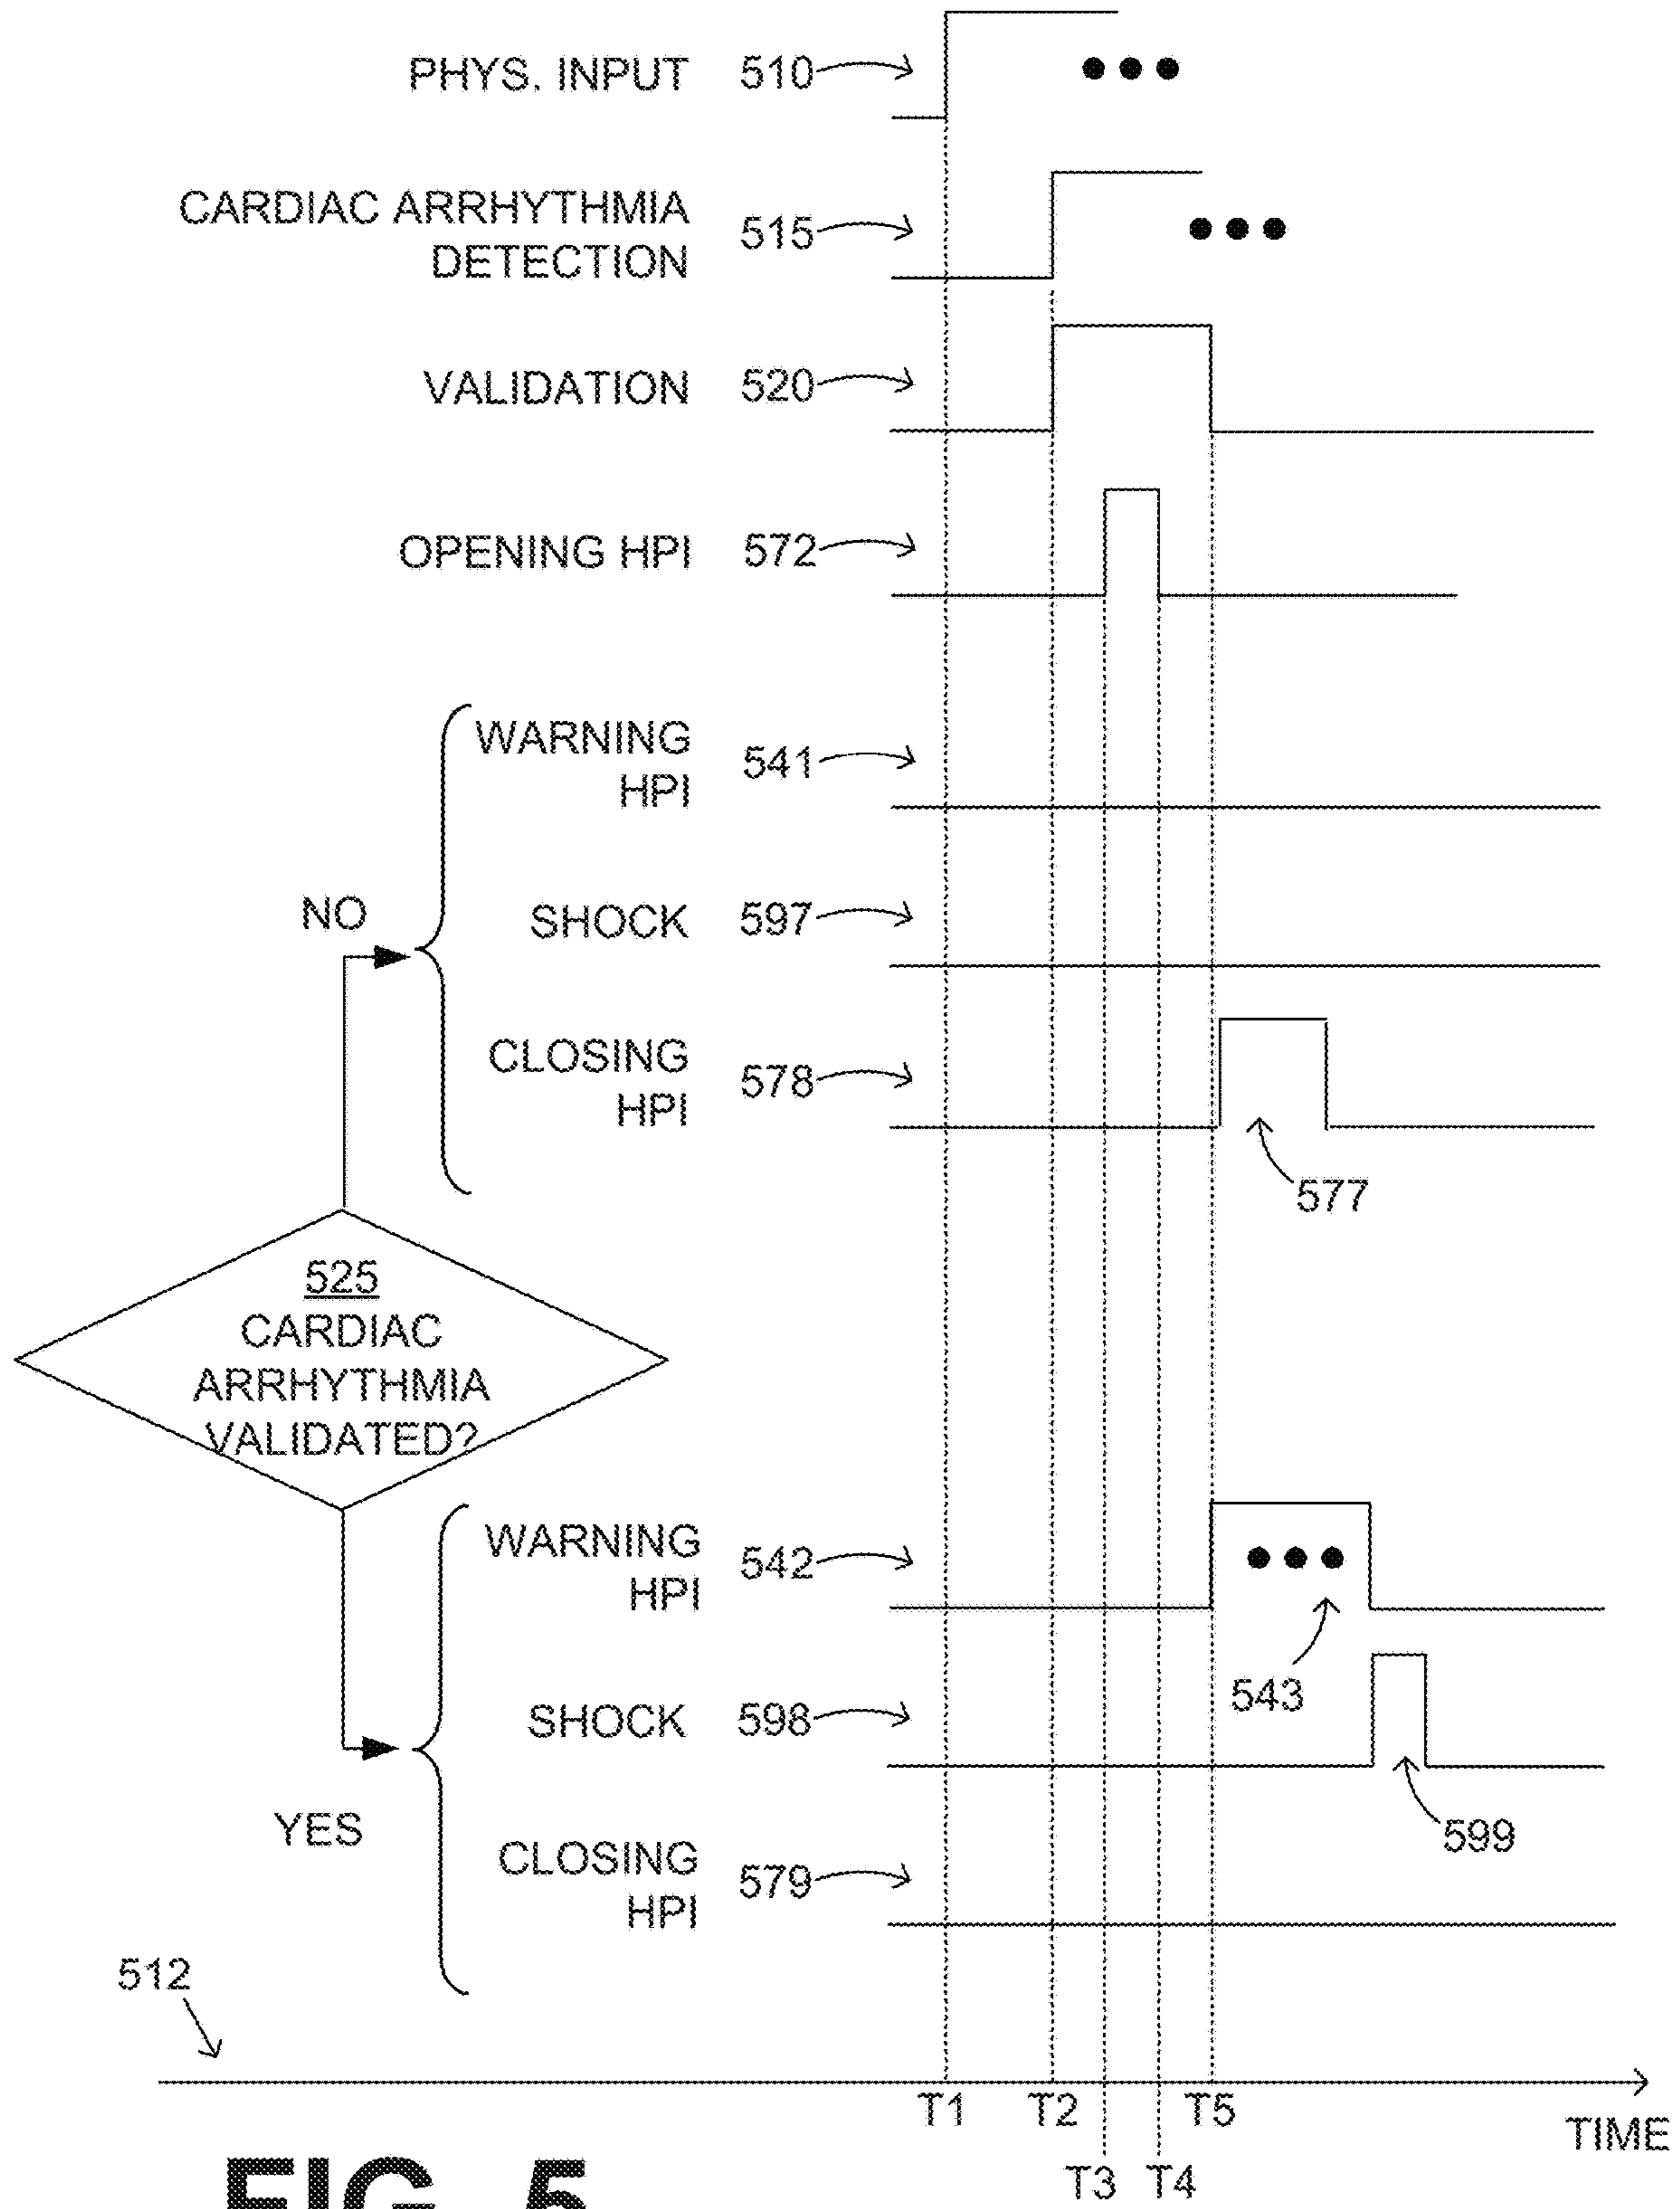 PHYS. INPUT 510
CARDIAC ARRHYTHMIA
DETECTION
515
VALIDATION 520
OPENING HPI 572
WARNING
HPI
541
NO
SHOCK 597
CLOSING
HPI
578
577
525
CARDIAC
ARRHYTHMIA
VALIDATED?
WARNING
HPI
542
543
SHOCK 598
599
YES
CLOSING
HPI
579
512
T1 T2 T5
TIME
T3 T4
FIG. 5